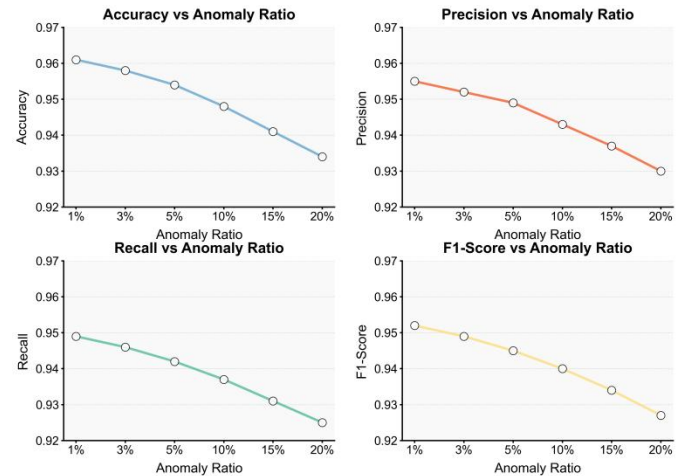 Accuracy vs Anomaly Ratio
0.97
0.96
0.95
0.94
0.93
0.92
Accuracy
1% 3% 5% 10% 15% 20%
Anomaly Ratio
Precision vs Anomaly Ratio
0.97
0.96
0.95
0.94
0.93
0.92
Precision
1% 3% 5% 10% 15% 20%
Anomaly Ratio
Recall vs Anomaly Ratio
0.97
0.96
0.95
0.94
0.93
0.92
Recall
1% 3% 5% 10% 15% 20%
Anomaly Ratio
F1-Score vs Anomaly Ratio
0.97
0.96
0.95
0.94
0.93
0.92
F1-Score
1% 3% 5% 10% 15% 20%
Anomaly Ratio